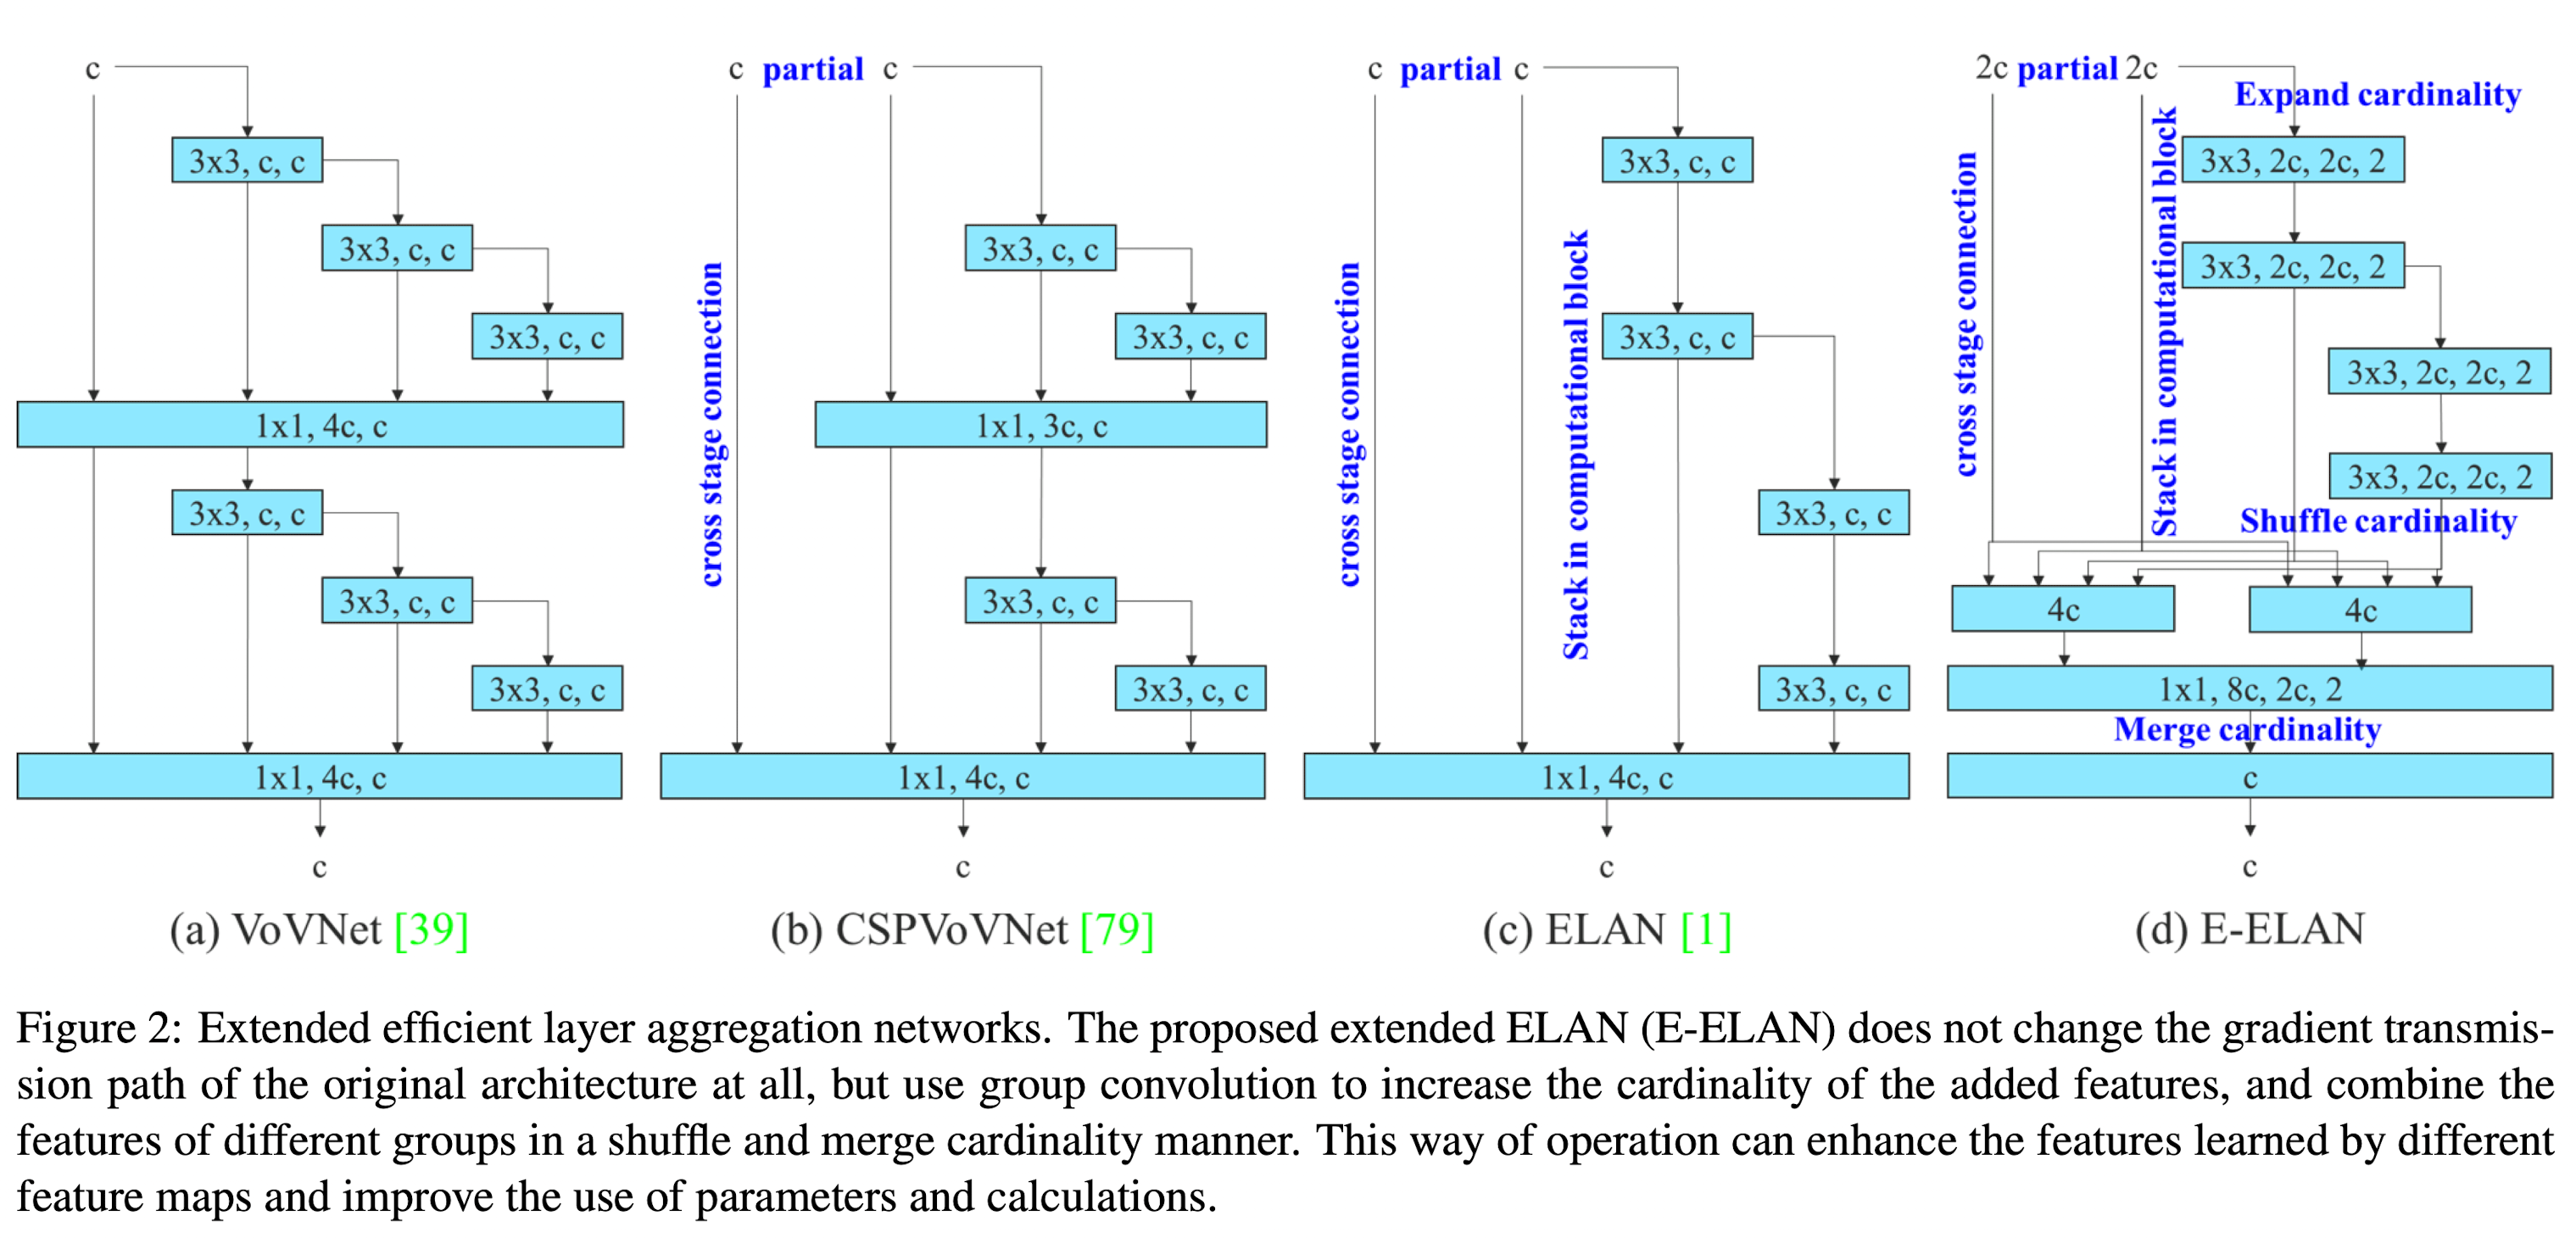 c
3x3, c, c
3x3, c, c
3x3, c, c
1x1, 4c, c
3x3, c, c
3x3, c, c
3x3, c, c
1x1, 4c, c
c
(a) VoVNet [39]
c partial c
cross stage connection
3x3, c, c
3x3, c, c
1x1, 3c, c
3x3, c, c
3x3, c, c
1x1, 4c, c
c
(b) CSPVoVNet [79]
c partial c
cross stage connection
Stack in computational block
3x3, c, c
3x3, c, c
3x3, c, c
3x3, c, c
1x1, 4c, c
c
(c) ELAN [1]
2c partial 2c
Expand cardinality
cross stage connection
Stack in computational block
3x3, 2c, 2c, 2
3x3, 2c, 2c, 2
3x3, 2c, 2c, 2
3x3, 2c, 2c, 2
Shuffle cardinality
4c
4c
1x1, 8c, 2c, 2
Merge cardinality
c
c
(d) E-ELAN
Figure 2: Extended efficient layer aggregation networks. The proposed extended ELAN (E-ELAN) does not change the gradient transmis-
sion path of the original architecture at all, but use group convolution to increase the cardinality of the added features, and combine the
features of different groups in a shuffle and merge cardinality manner. This way of operation can enhance the features learned by different
feature maps and improve the use of parameters and calculations.